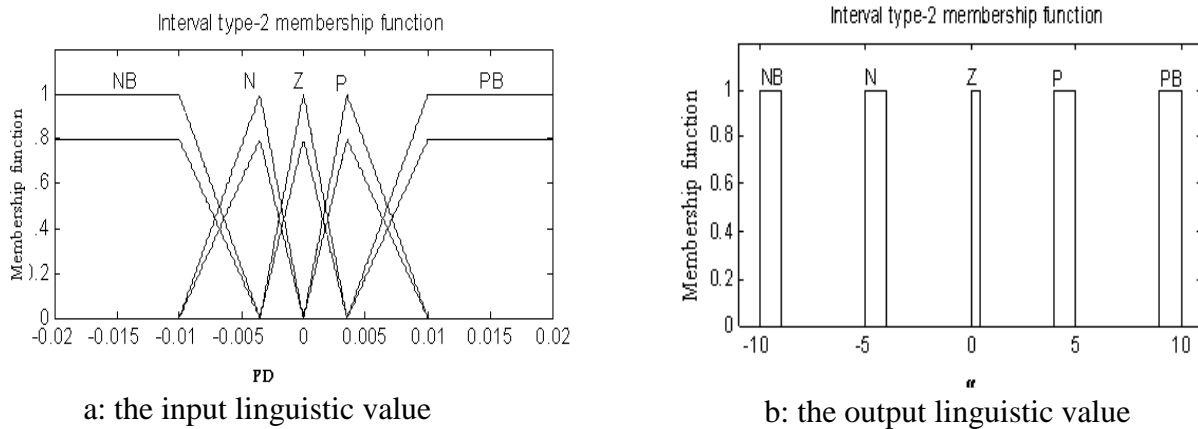 Interval type-2 membership function
NB N Z P PB
Membership function
1
.8
.6
.4
0.2
0
-0.02 -0.015 -0.01 -0.005 0 0.005 0.01 0.015 0.02
a: the input linguistic value
Interval type-2 membership function
NB N Z P PB
Membership function
1
0.8
0.6
0.4
0.2
0
-10 -5 0 5 10
α
b: the output linguistic value